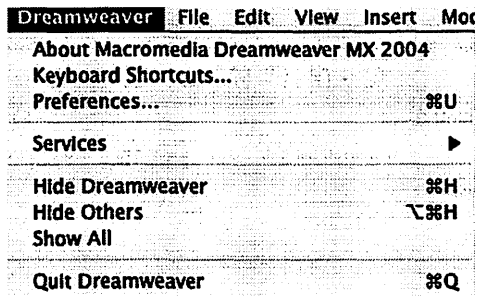 Dreamweaver File Edit View Insert Mod
About Macromedia Dreamweaver MX 2004
Keyboard Shortcuts...
Preferences... ⌘U
Services ▶
Hide Dreamweaver ⌘H
Hide Others ⌥⌘H
Show All
Quit Dreamweaver ⌘Q